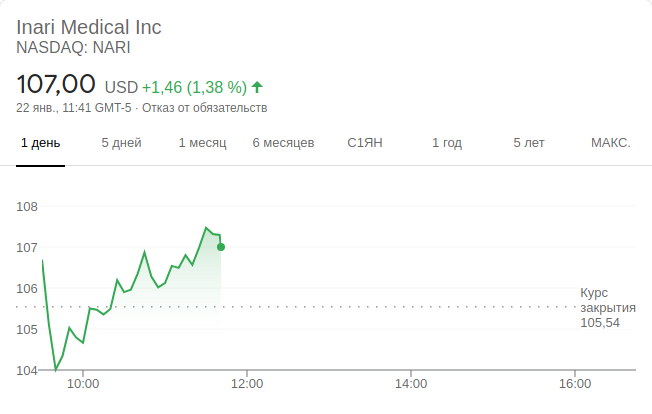 Inari Medical Inc
NASDAQ: NARI
107,00 USD +1,46 (1,38 %)
22 янв., 11:41 GMT-5 · Отказ от обязательств
1 день 5 дней 1 месяц 6 месяцев С1ЯН 1 год 5 лет МАКС.
108
107
106
Курс
закрытия
105,54
105
104
10:00 12:00 14:00 16:00